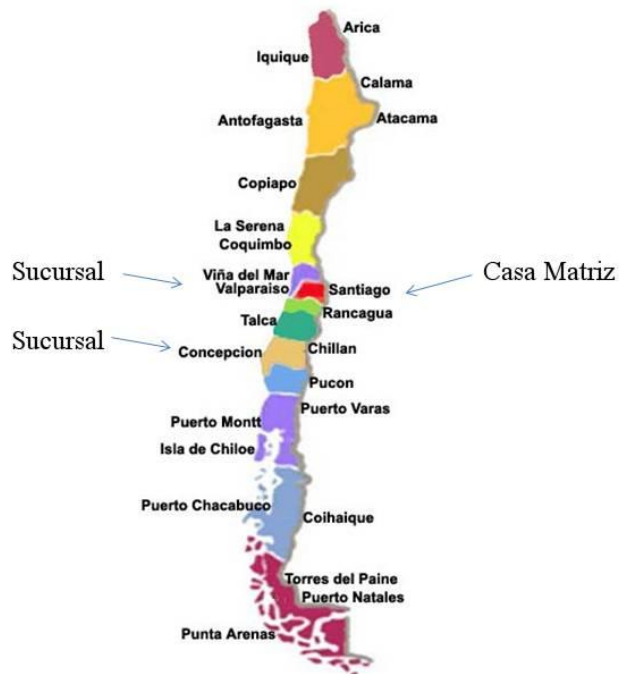 Arica
Iquique
Calama
Antofagasta
Atacama
Copiapo
La Serena
Coquimbo
Sucursal
Viña del Mar
Valparaiso
Santiago
Casa Matriz
Rancagua
Talca
Sucursal
Concepcion
Chillan
Pucon
Puerto Varas
Puerto Montt
Isla de Chiloe
Puerto Chacabuco
Coihaique
Torres del Paine
Puerto Natales
Punta Arenas